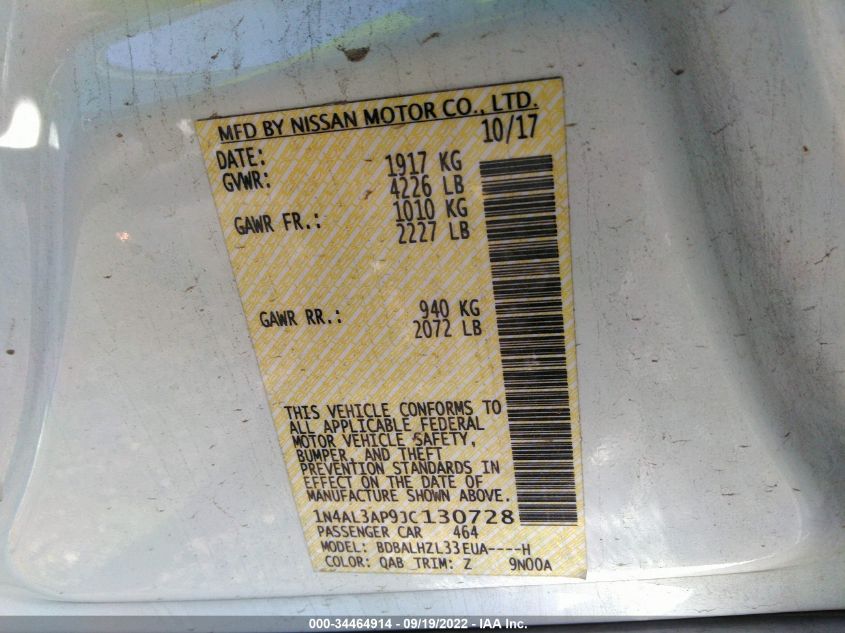 MFD BY NISSAN MOTOR CO., LTD.
DATE: 10/17
GVWR: 1917 KG
4226 LB
GAWR FR.: 1010 KG
2227 LB
GAWR RR.: 940 KG
2072 LB
THIS VEHICLE CONFORMS TO
ALL APPLICABLE FEDERAL
MOTOR VEHICLE SAFETY,
BUMPER, AND THEFT
PREVENTION STANDARDS IN
EFFECT ON THE DATE OF
MANUFACTURE SHOWN ABOVE.
1N4AL3AP9JC130728
PASSENGER CAR 464
MODEL: BDBALHZL33EUA----H
COLOR: QAB TRIM: Z 9N00A
000-34464914 - 09/19/2022 - IAA Inc.